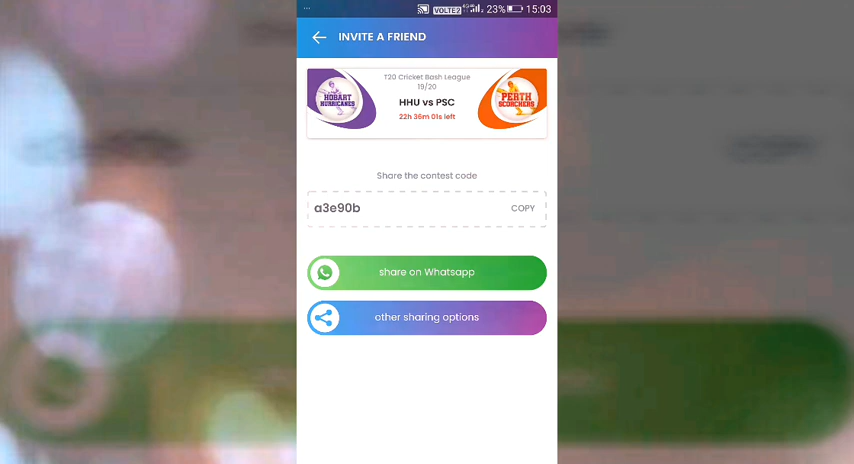 VOLTE2 4G 23% 15:03
INVITE A FRIEND
T20 Cricket Bash League
19/20
HOBART
HURRICANES
HHU vs PSC
PERTH
SCORCHERS
22h 36m 01s left
Share the contest code
a3e90b COPY
share on Whatsapp
other sharing options